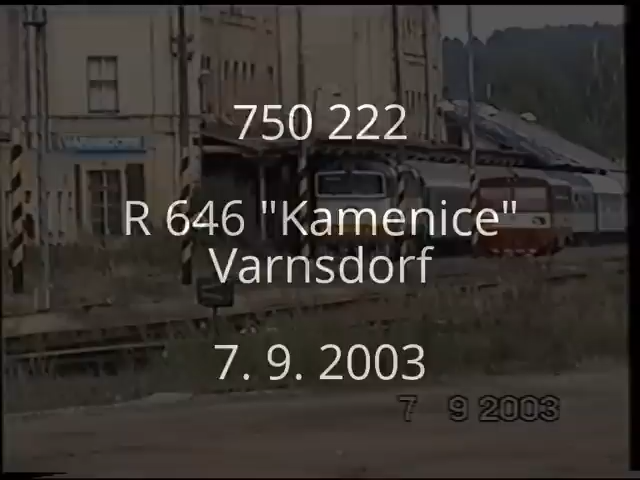 750 222
R 646 "Kamenice"
Varnsdorf
7. 9. 2003
7 9 2003